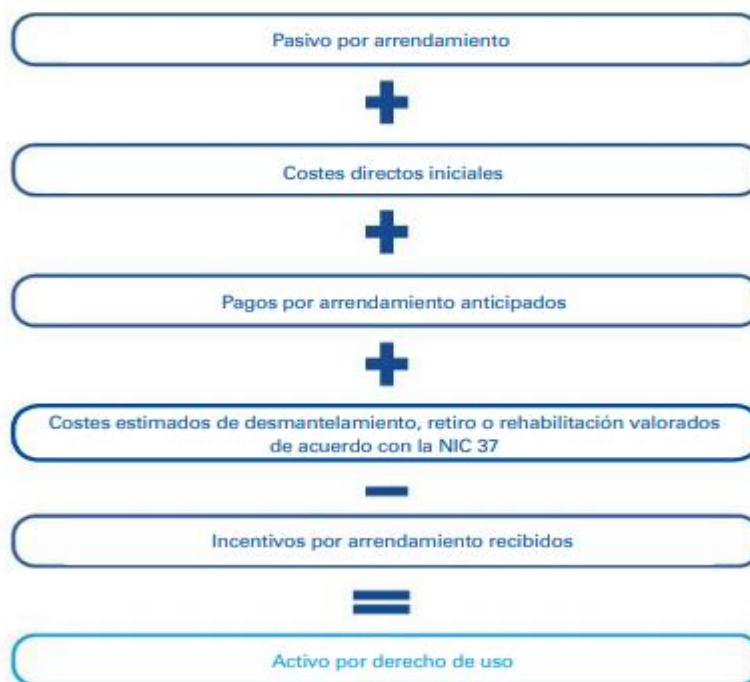 Pasivo por arrendamiento
+
Costes directos iniciales
+
Pagos por arrendamiento anticipados
+
Costes estimados de desmantelamiento, retiro o rehabilitación valorados
de acuerdo con la NIC 37
–
Incentivos por arrendamiento recibidos
=
Activo por derecho de uso